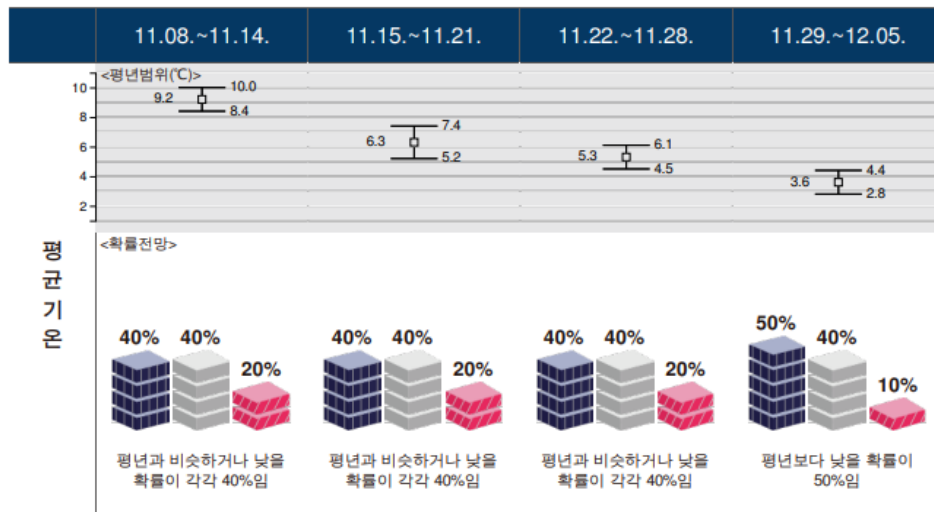 11.08.~11.14. 11.15.~11.21. 11.22.~11.28. 11.29.~12.05.
<평년범위(℃)>
10
8
6
4
2
10.0
9.2
8.4
7.4
6.3
5.2
6.1
5.3
4.5
4.4
3.6
2.8
평균기온
<확률전망>
40% 40% 20%
40% 40% 20%
40% 40% 20%
50% 40% 10%
평년과 비슷하거나 낮을
확률이 각각 40%임
평년과 비슷하거나 낮을
확률이 각각 40%임
평년과 비슷하거나 낮을
확률이 각각 40%임
평년보다 낮을 확률이
50%임